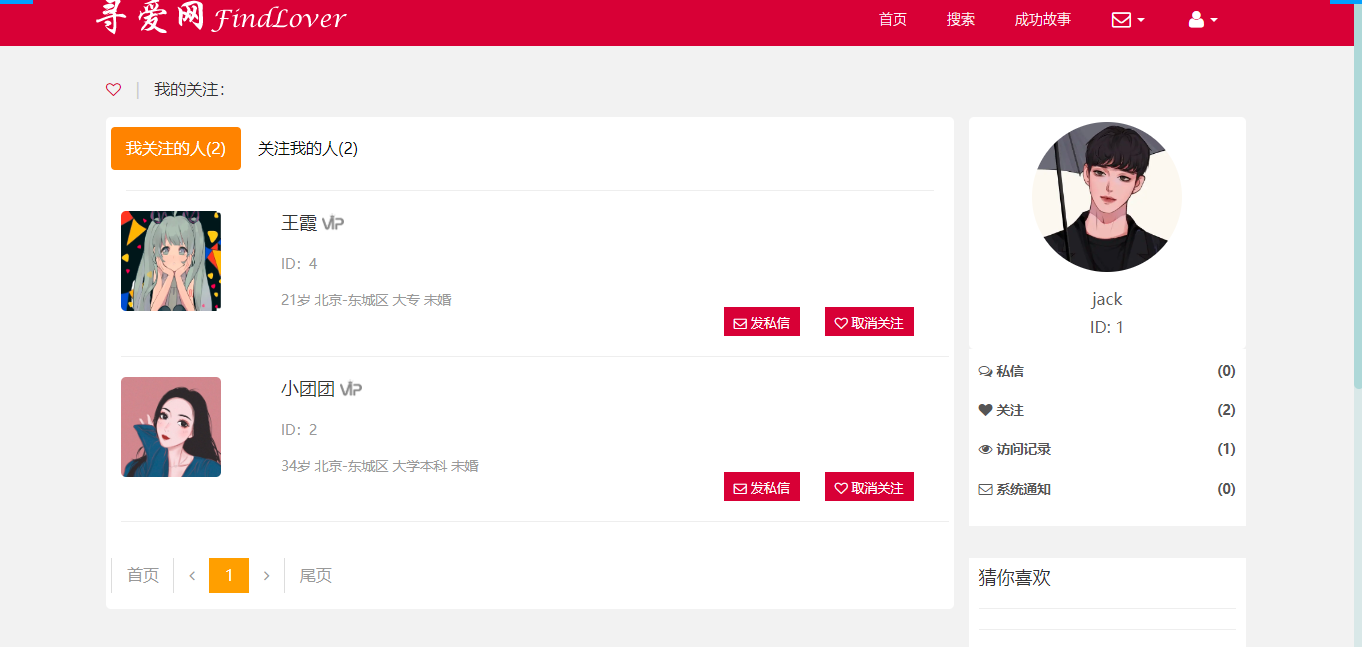 寻爱网 FindLover
首页 搜索 成功故事
我的关注:
我关注的人(2) 关注我的人(2)
王霞 VIP
ID：4
21岁 北京-东城区 大专 未婚
发私信 取消关注
小团团 VIP
ID：2
34岁 北京-东城区 大学本科 未婚
发私信 取消关注
首页 ‹ 1 › 尾页
jack
ID: 1
私信 (0)
关注 (2)
访问记录 (1)
系统通知 (0)
猜你喜欢